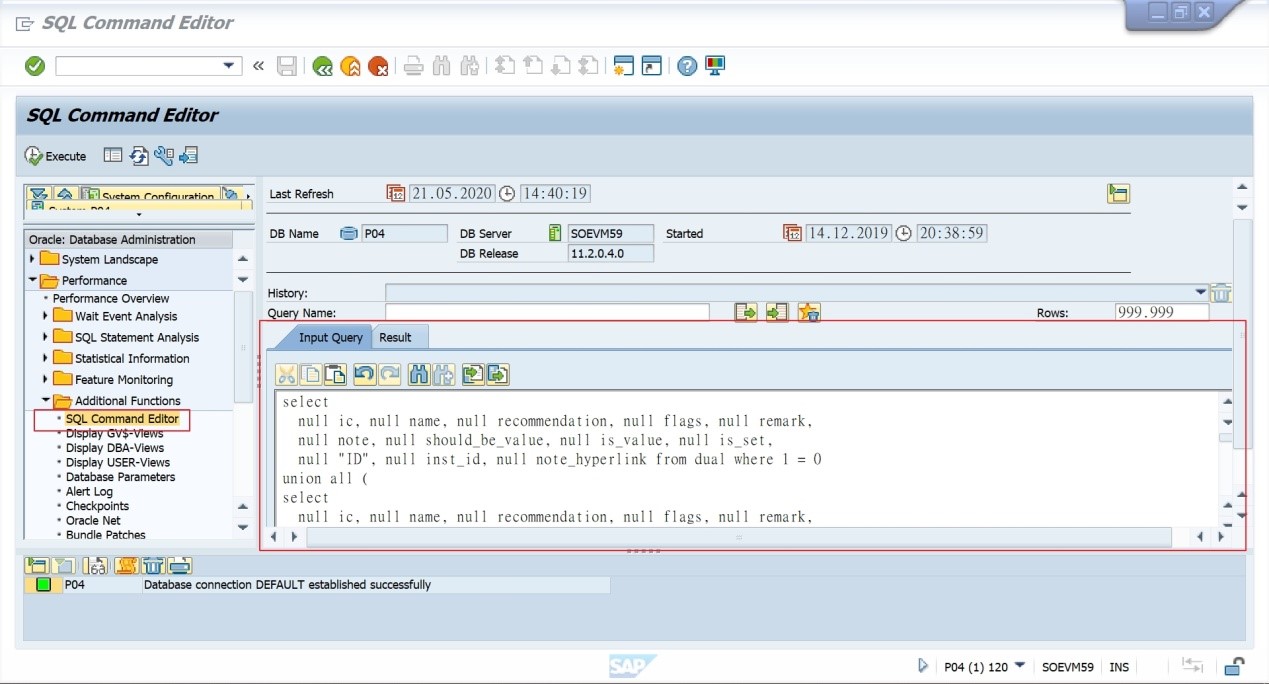 SQL Command Editor
SQL Command Editor
Execute
System Configuration
System P04
Oracle: Database Administration
System Landscape
Performance
Performance Overview
Wait Event Analysis
SQL Statement Analysis
Statistical Information
Feature Monitoring
Additional Functions
SQL Command Editor
Display GV$-Views
Display DBA-Views
Display USER-Views
Database Parameters
Alert Log
Checkpoints
Oracle Net
Bundle Patches
Last Refresh 21.05.2020 14:40:19
DB Name P04 DB Server SOEVM59 Started 14.12.2019 20:38:59
DB Release 11.2.0.4.0
History:
Query Name: Rows: 999.999
Input Query Result
select
null ic, null name, null recommendation, null flags, null remark,
null note, null should_be_value, null is_value, null is_set,
null "ID", null inst_id, null note_hyperlink from dual where 1 = 0
union all (
select
null ic, null name, null recommendation, null flags, null remark,
P04 Database connection DEFAULT established successfully
SAP
P04 (1) 120 SOEVM59 INS